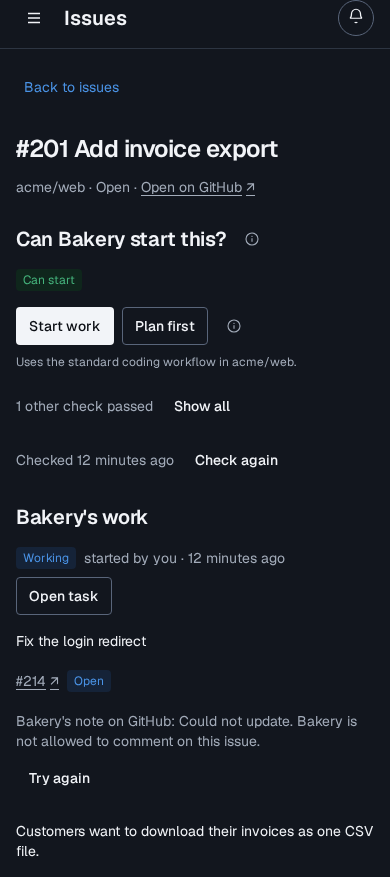 Issues
Back to issues
#201 Add invoice export
acme/web · Open · Open on GitHub ↗
Can Bakery start this?
Can start
Start work
Plan first
Uses the standard coding workflow in acme/web.
1 other check passed
Show all
Checked 12 minutes ago
Check again
Bakery's work
Working
started by you · 12 minutes ago
Open task
Fix the login redirect
#214 ↗
Open
Bakery's note on GitHub: Could not update. Bakery is
not allowed to comment on this issue.
Try again
Customers want to download their invoices as one CSV
file.